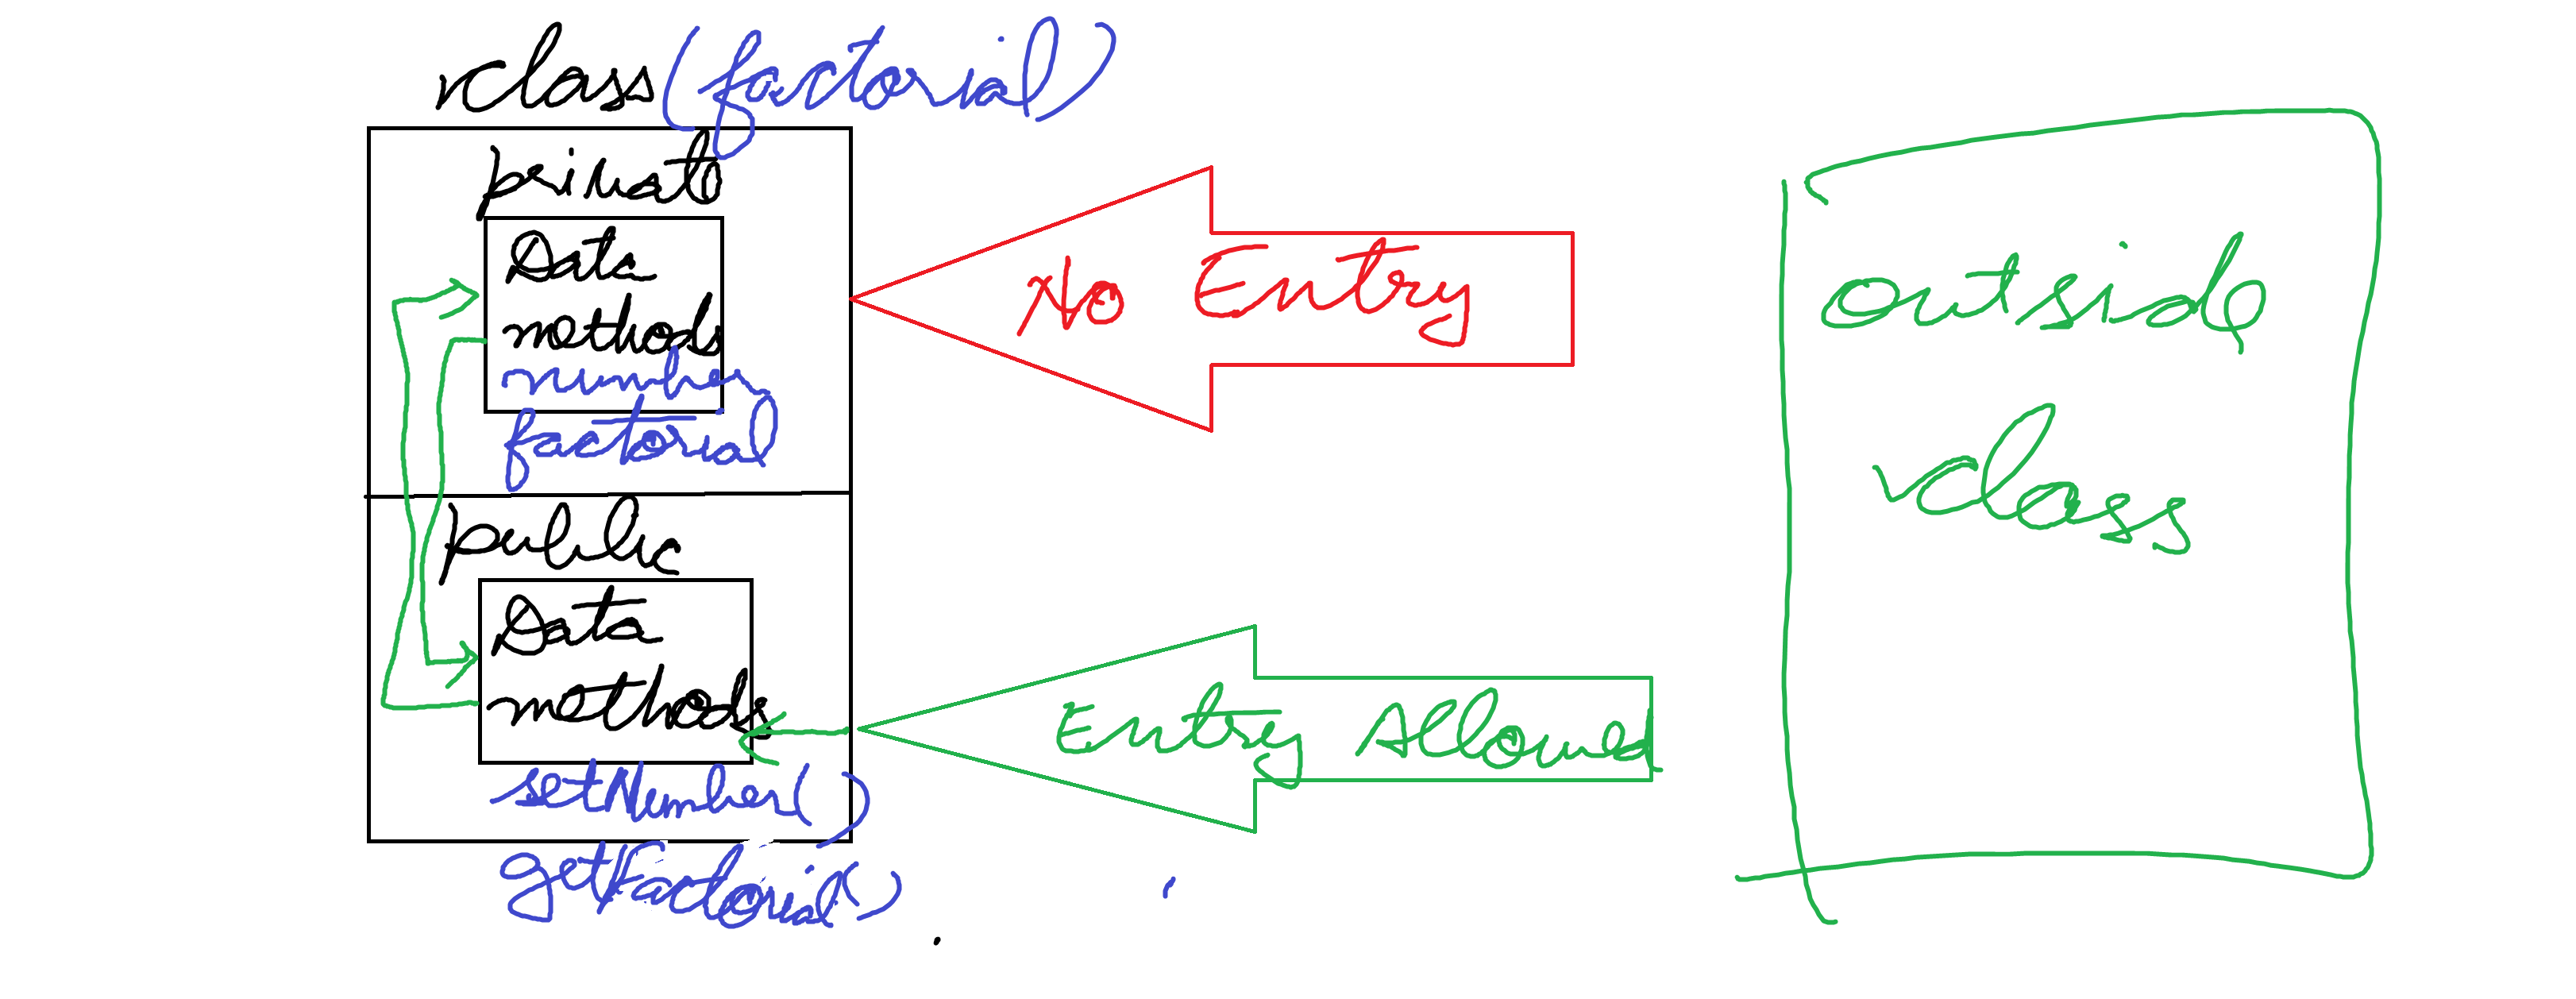 class (factorial)
private
Data
methods
number
factorial
public
Data
methods
setNumber()
getFactorial()
No Entry
Entry Allowed
outside
class